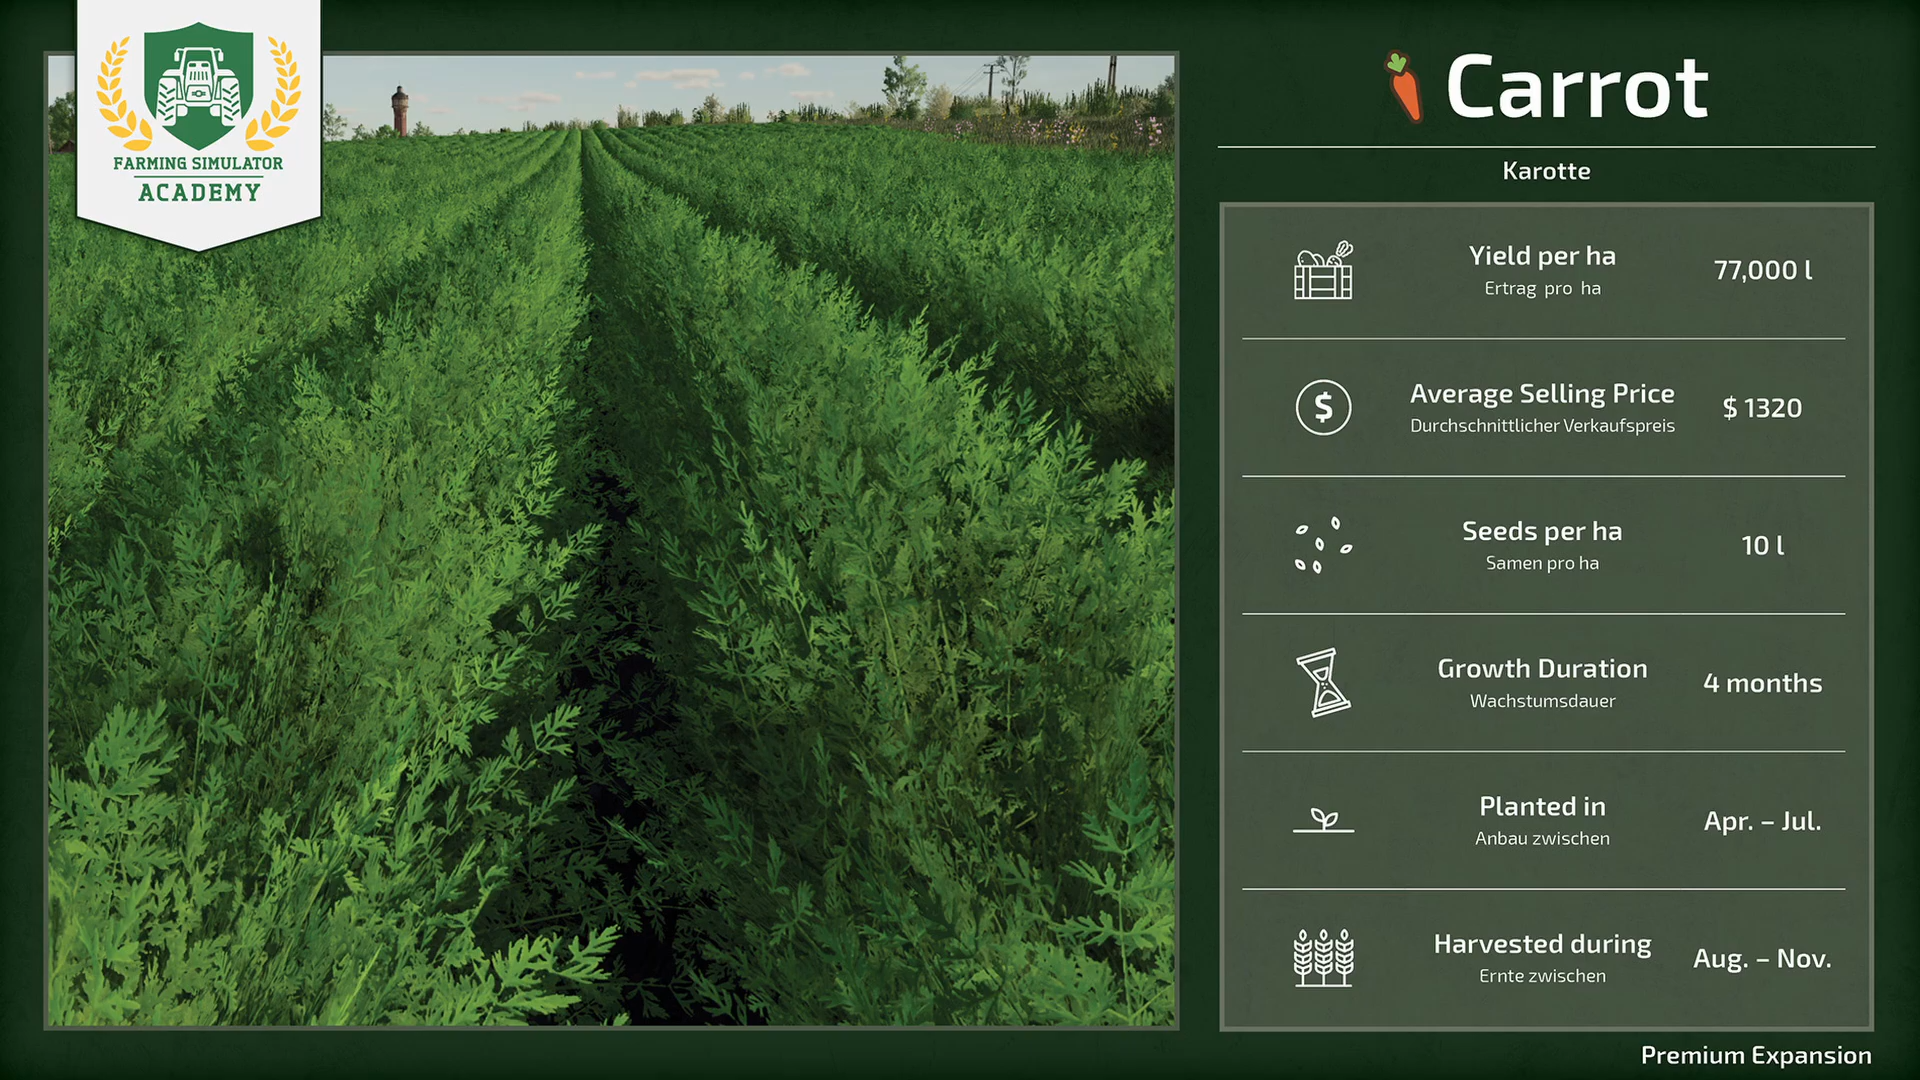 FARMING SIMULATOR
ACADEMY
Carrot
Karotte
Yield per ha
Ertrag pro ha
77,000 l
Average Selling Price
Durchschnittlicher Verkaufspreis
$ 1320
Seeds per ha
Samen pro ha
10 l
Growth Duration
Wachstumsdauer
4 months
Planted in
Anbau zwischen
Apr. – Jul.
Harvested during
Ernte zwischen
Aug. – Nov.
Premium Expansion